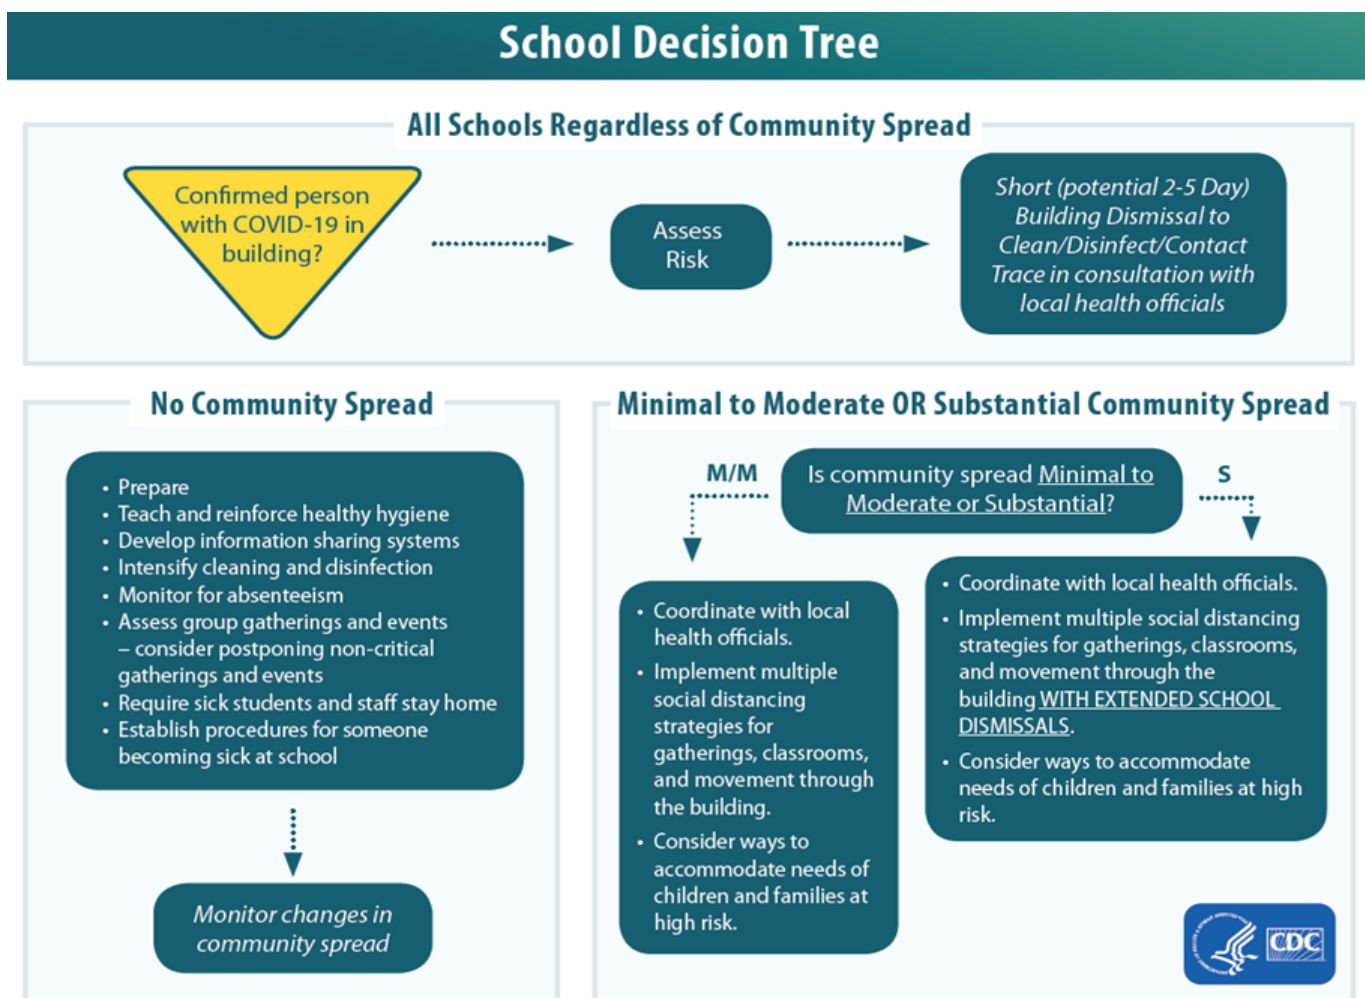 School Decision Tree
All Schools Regardless of Community Spread
Confirmed person
with COVID-19 in
building?
Assess
Risk
Short (potential 2-5 Day)
Building Dismissal to
Clean/Disinfect/Contact
Trace in consultation with
local health officials
No Community Spread
• Prepare
• Teach and reinforce healthy hygiene
• Develop information sharing systems
• Intensify cleaning and disinfection
• Monitor for absenteeism
• Assess group gatherings and events
– consider postponing non-critical
gatherings and events
• Require sick students and staff stay home
• Establish procedures for someone
becoming sick at school
Monitor changes in
community spread
Minimal to Moderate OR Substantial Community Spread
Is community spread Minimal to
Moderate or Substantial?
M/M
• Coordinate with local
health officials.
• Implement multiple
social distancing
strategies for
gatherings, classrooms,
and movement through
the building.
• Consider ways to
accommodate needs of
children and families at
high risk.
S
• Coordinate with local health officials.
• Implement multiple social distancing
strategies for gatherings, classrooms,
and movement through the
building WITH EXTENDED SCHOOL
DISMISSALS.
• Consider ways to accommodate
needs of children and families at high
risk.
CDC